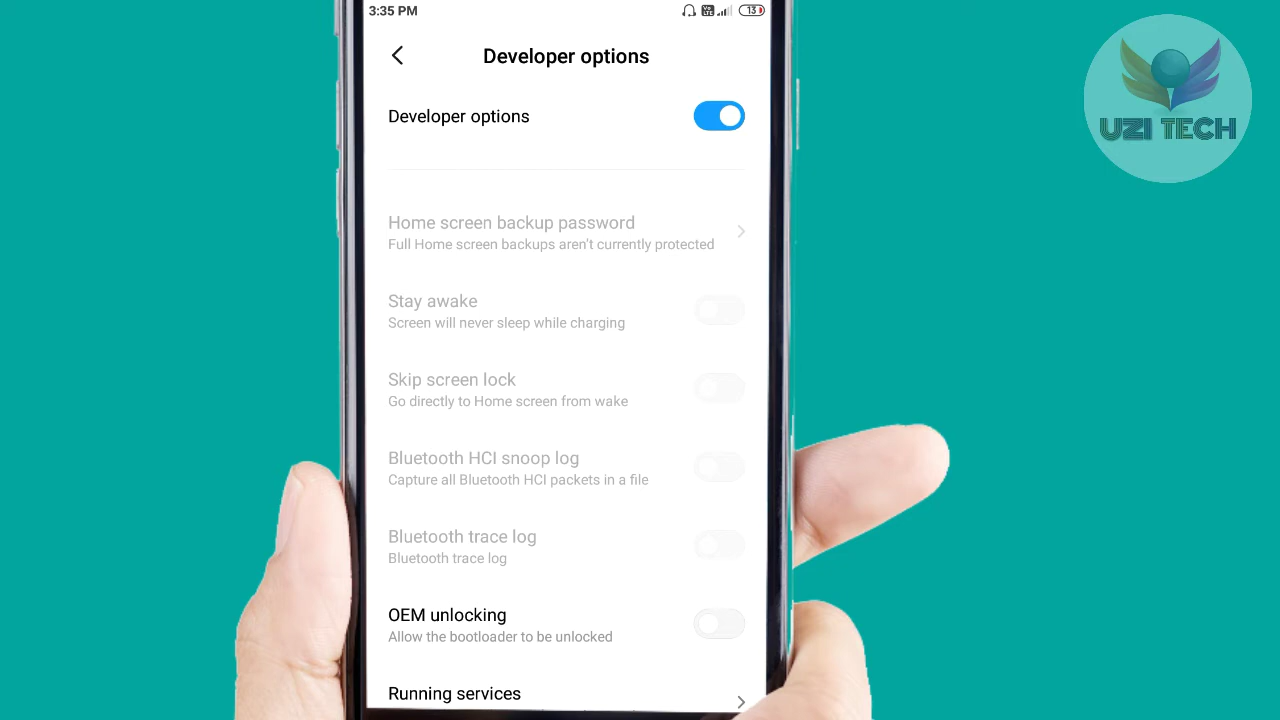 3:35 PM
Vo LTE
13
Developer options
Developer options
Home screen backup password
Full Home screen backups aren't currently protected
Stay awake
Screen will never sleep while charging
Skip screen lock
Go directly to Home screen from wake
Bluetooth HCI snoop log
Capture all Bluetooth HCI packets in a file
Bluetooth trace log
Bluetooth trace log
OEM unlocking
Allow the bootloader to be unlocked
Running services
UZI TECH